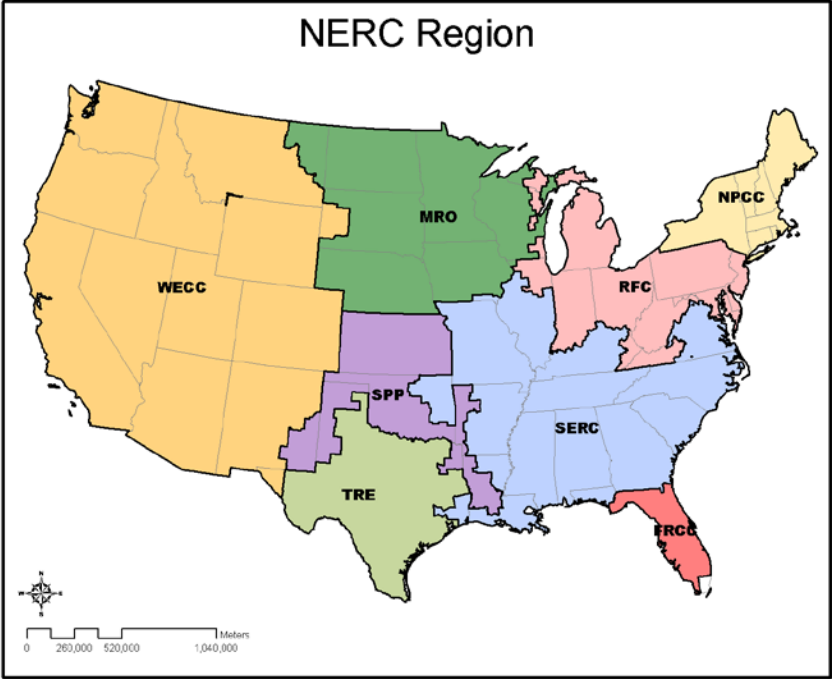 NERC Region
NPCC
MRO
WECC
RFC
SPP
SERC
TRE
FRCC
N
W E
S
Meters
0 260,000 520,000 1,040,000